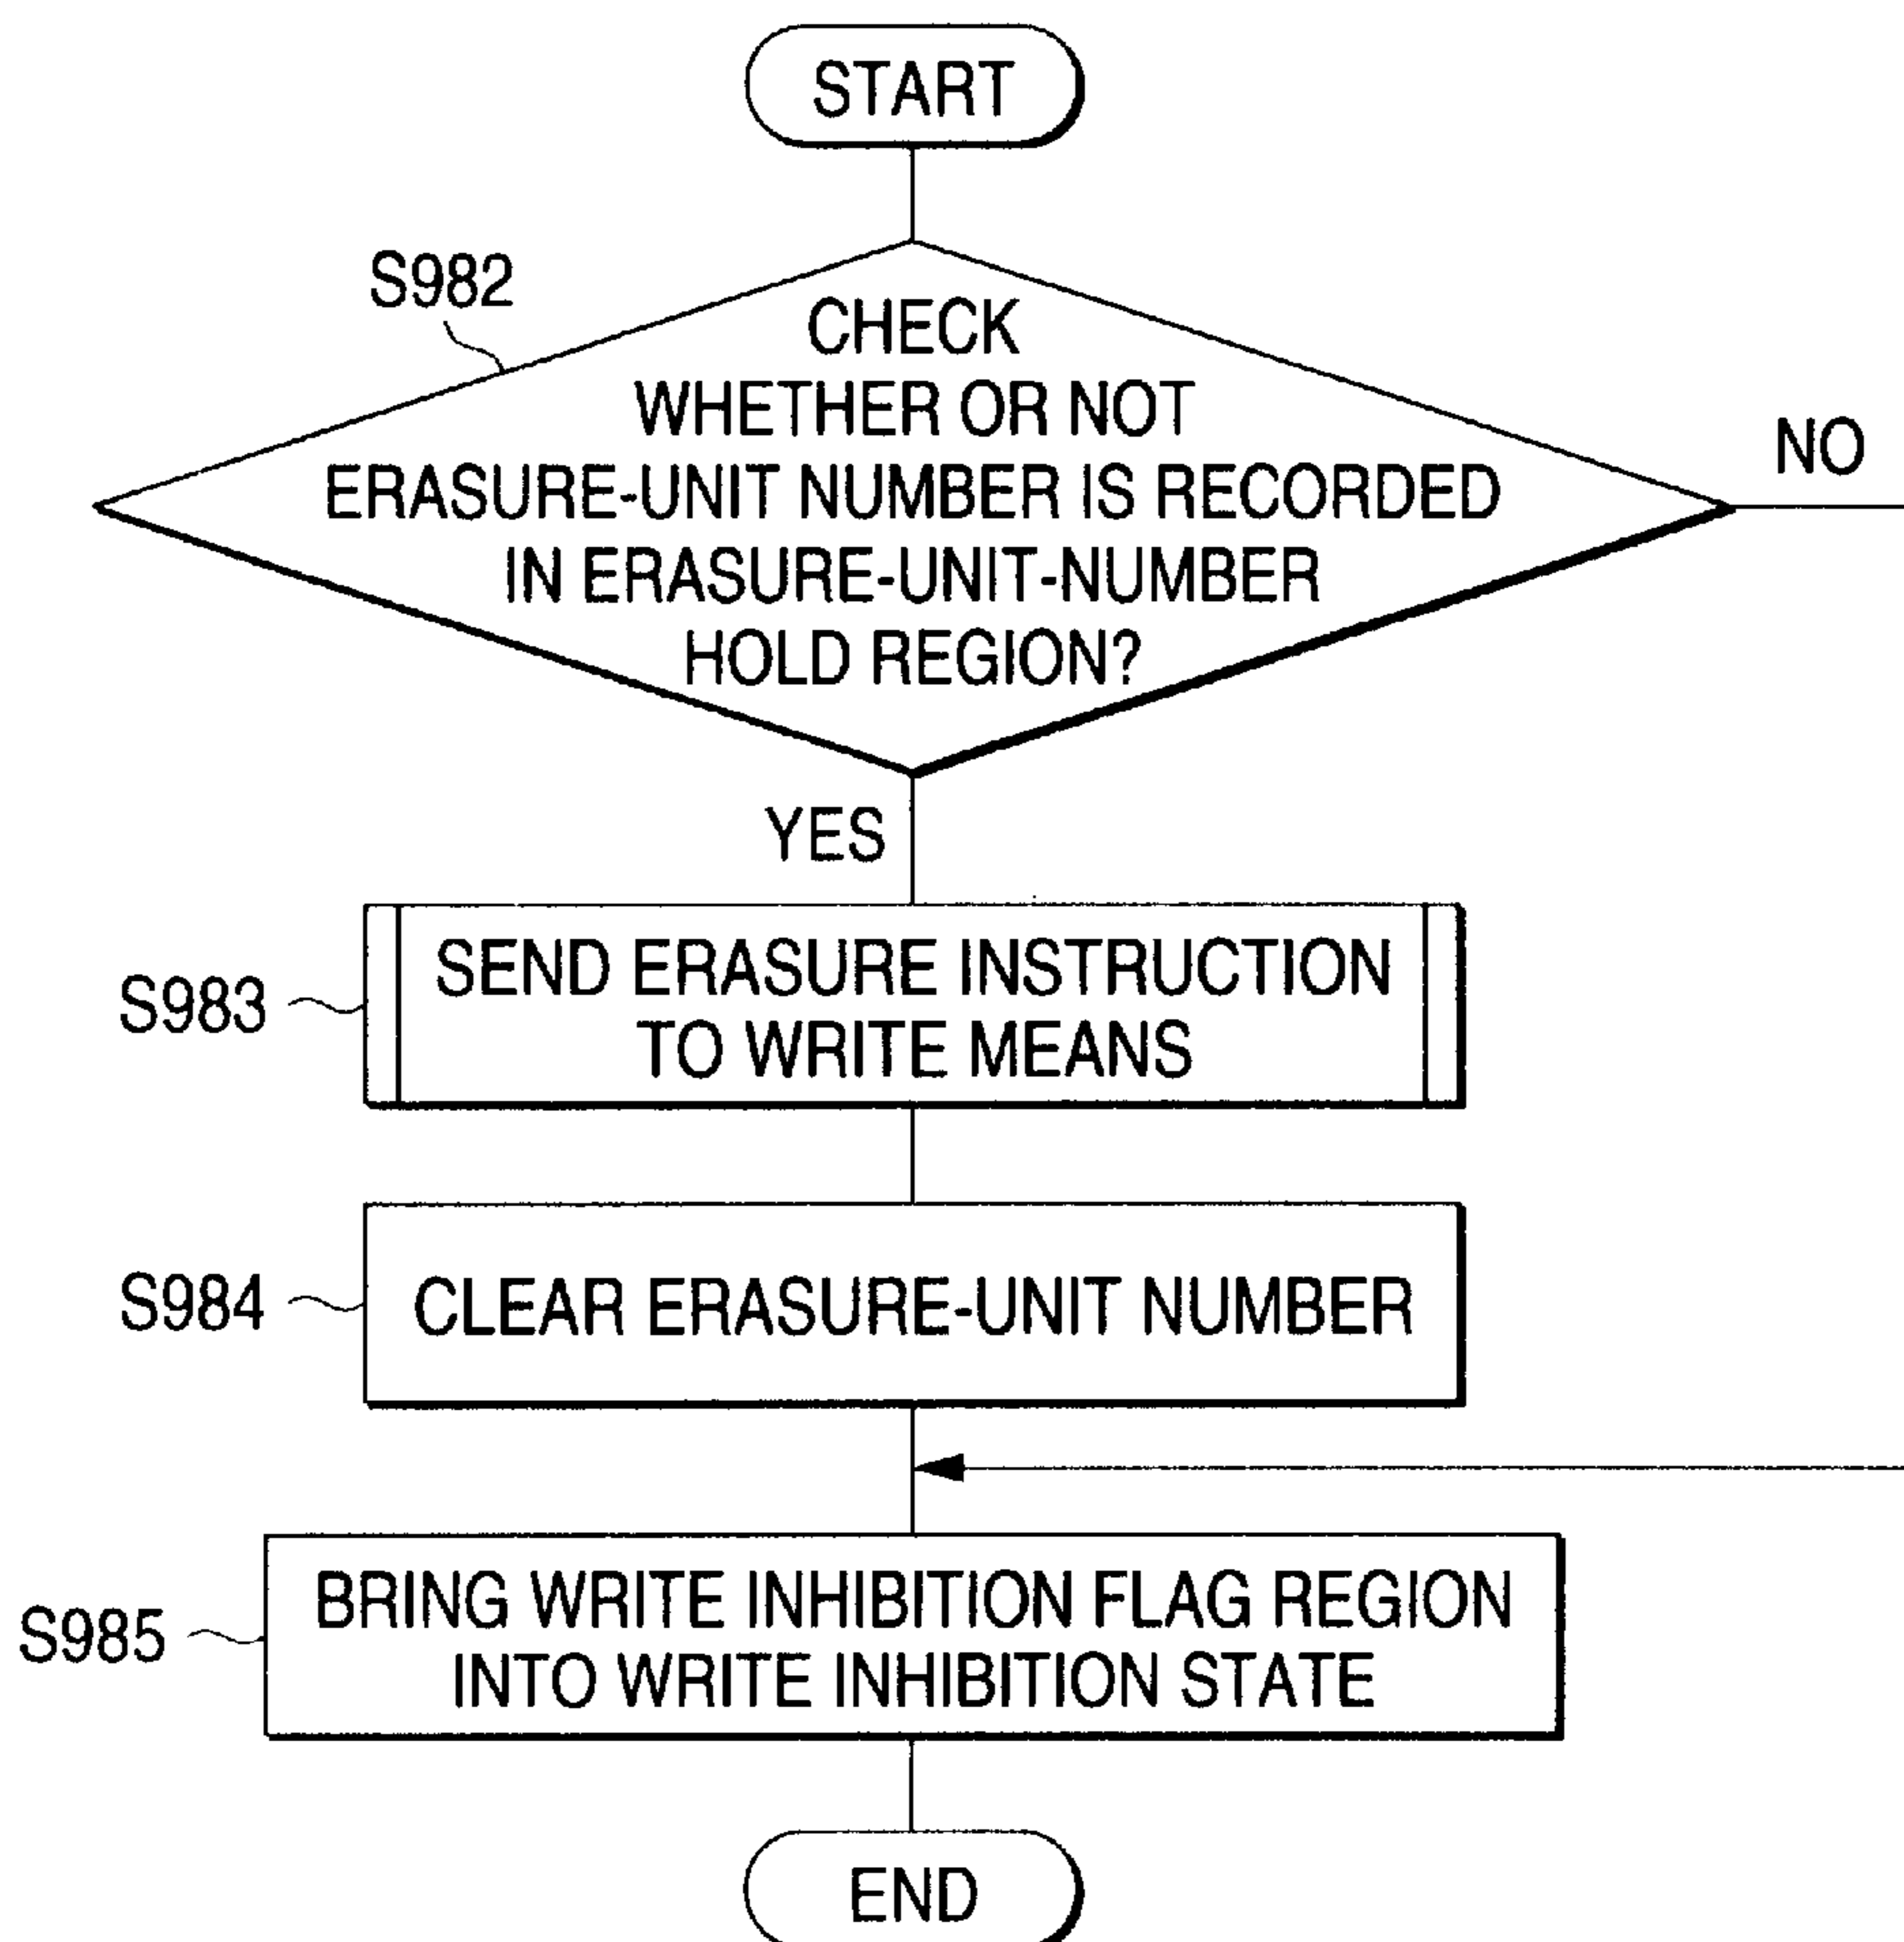 START
S982
CHECK
WHETHER OR NOT
ERASURE-UNIT NUMBER IS RECORDED
IN ERASURE-UNIT-NUMBER
HOLD REGION?
NO
YES
S983
SEND ERASURE INSTRUCTION
TO WRITE MEANS
S984
CLEAR ERASURE-UNIT NUMBER
S985
BRING WRITE INHIBITION FLAG REGION
INTO WRITE INHIBITION STATE
END